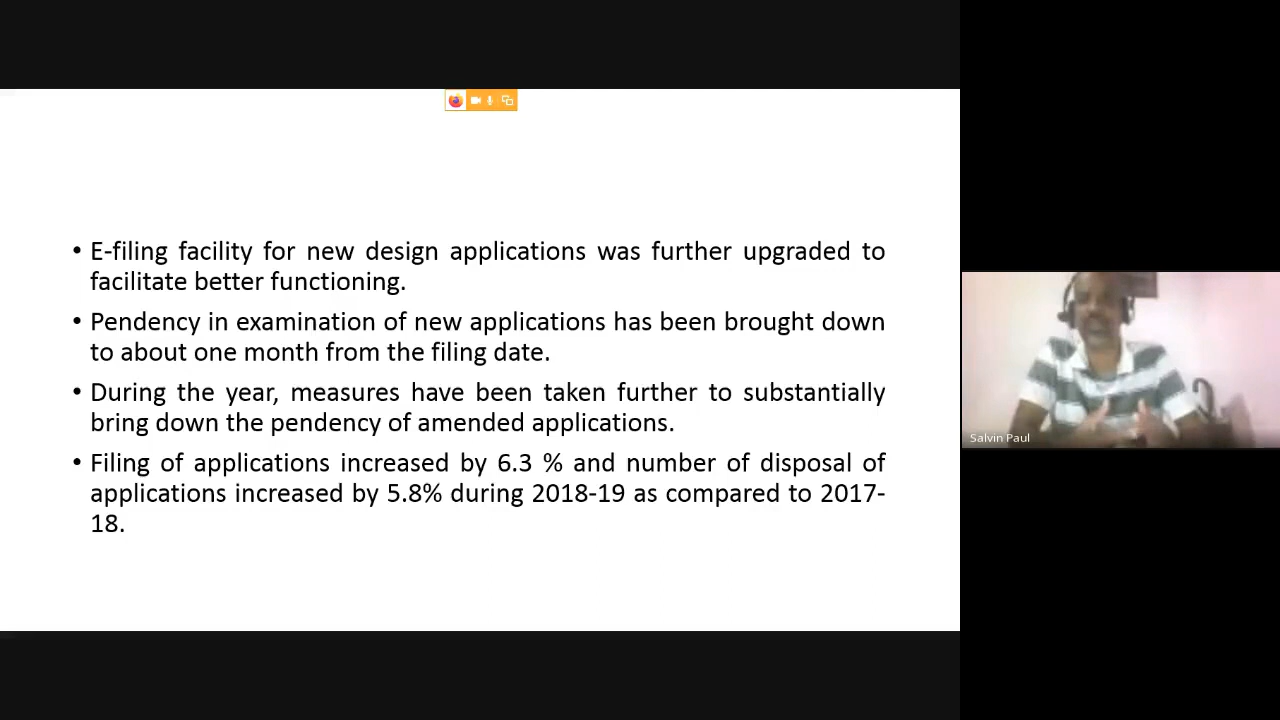 • E-filing facility for new design applications was further upgraded to
facilitate better functioning.
• Pendency in examination of new applications has been brought down
to about one month from the filing date.
• During the year, measures have been taken further to substantially
bring down the pendency of amended applications.
• Filing of applications increased by 6.3 % and number of disposal of
applications increased by 5.8% during 2018-19 as compared to 2017-
18.
Salvin Paul